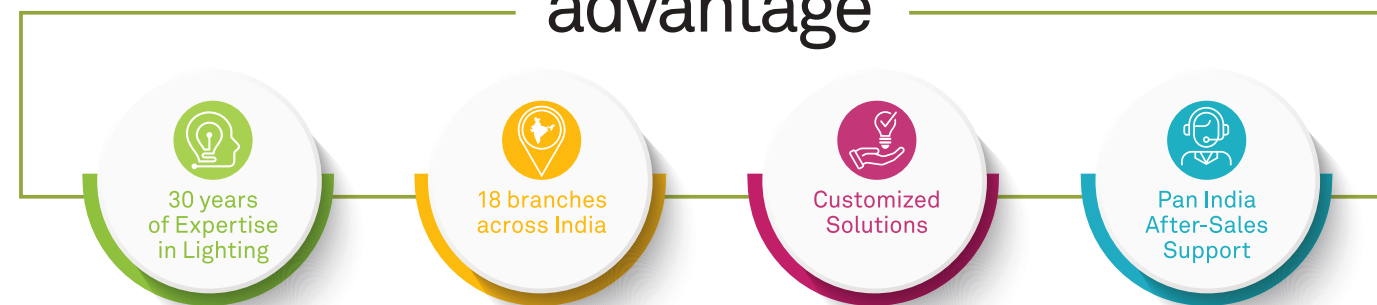 advantage
30 years
of Expertise
in Lighting
18 branches
across India
Customized
Solutions
Pan India
After-Sales
Support